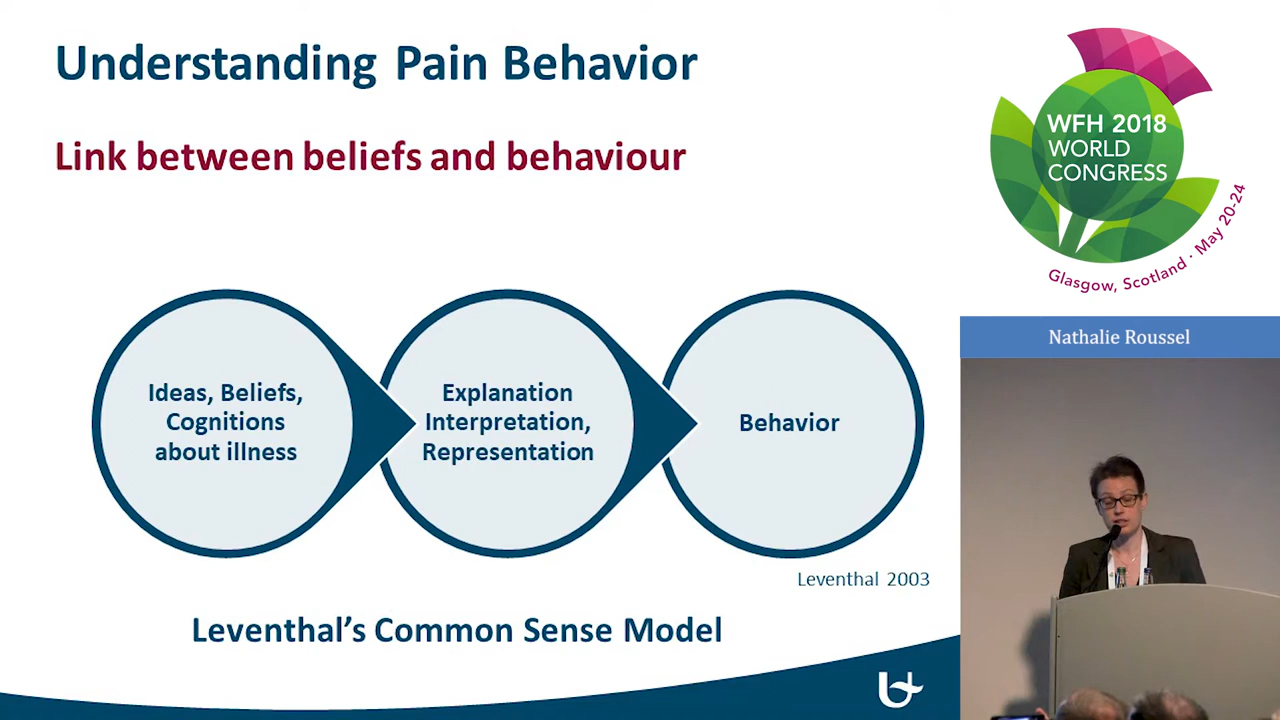 Understanding Pain Behavior
Link between beliefs and behaviour
Ideas, Beliefs,
Cognitions
about illness
Explanation
Interpretation,
Representation
Behavior
Leventhal 2003
Leventhal's Common Sense Model
WFH 2018
WORLD
CONGRESS
Glasgow, Scotland · May 20-24
Nathalie Roussel